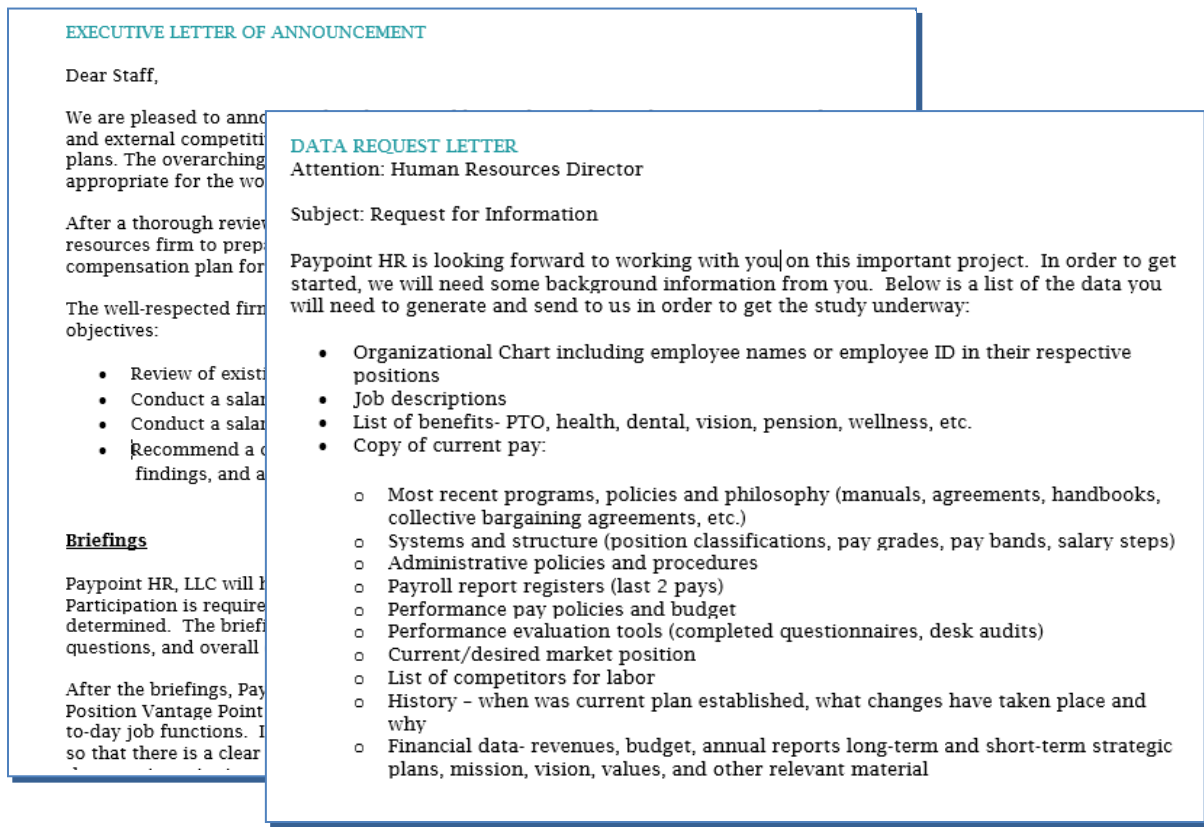 EXECUTIVE LETTER OF ANNOUNCEMENT
Dear Staff,
We are pleased to
and external
plans. The overarching
appropriate for the
After a thorough
resources firm to
compensation plan for
The well-respected
objectives:
• Review of
• Conduct a
• Conduct a
• Recommend a
findings, and
Briefings
Paypoint HR, LLC will
Participation is
determined. The
questions, and overall
After the briefings,
Position Vantage Point
to-day job functions.
so that there is a clear
DATA REQUEST LETTER
Attention: Human Resources Director
Subject: Request for Information
Paypoint HR is looking forward to working with you on this important project. In order to get
started, we will need some background information from you. Below is a list of the data you
will need to generate and send to us in order to get the study underway:
• Organizational Chart including employee names or employee ID in their respective
positions
• Job descriptions
• List of benefits- PTO, health, dental, vision, pension, wellness, etc.
• Copy of current pay:
o Most recent programs, policies and philosophy (manuals, agreements, handbooks,
collective bargaining agreements, etc.)
o Systems and structure (position classifications, pay grades, pay bands, salary steps)
o Administrative policies and procedures
o Payroll report registers (last 2 pays)
o Performance pay policies and budget
o Performance evaluation tools (completed questionnaires, desk audits)
o Current/desired market position
o List of competitors for labor
o History – when was current plan established, what changes have taken place and
why
o Financial data- revenues, budget, annual reports long-term and short-term strategic
plans, mission, vision, values, and other relevant material